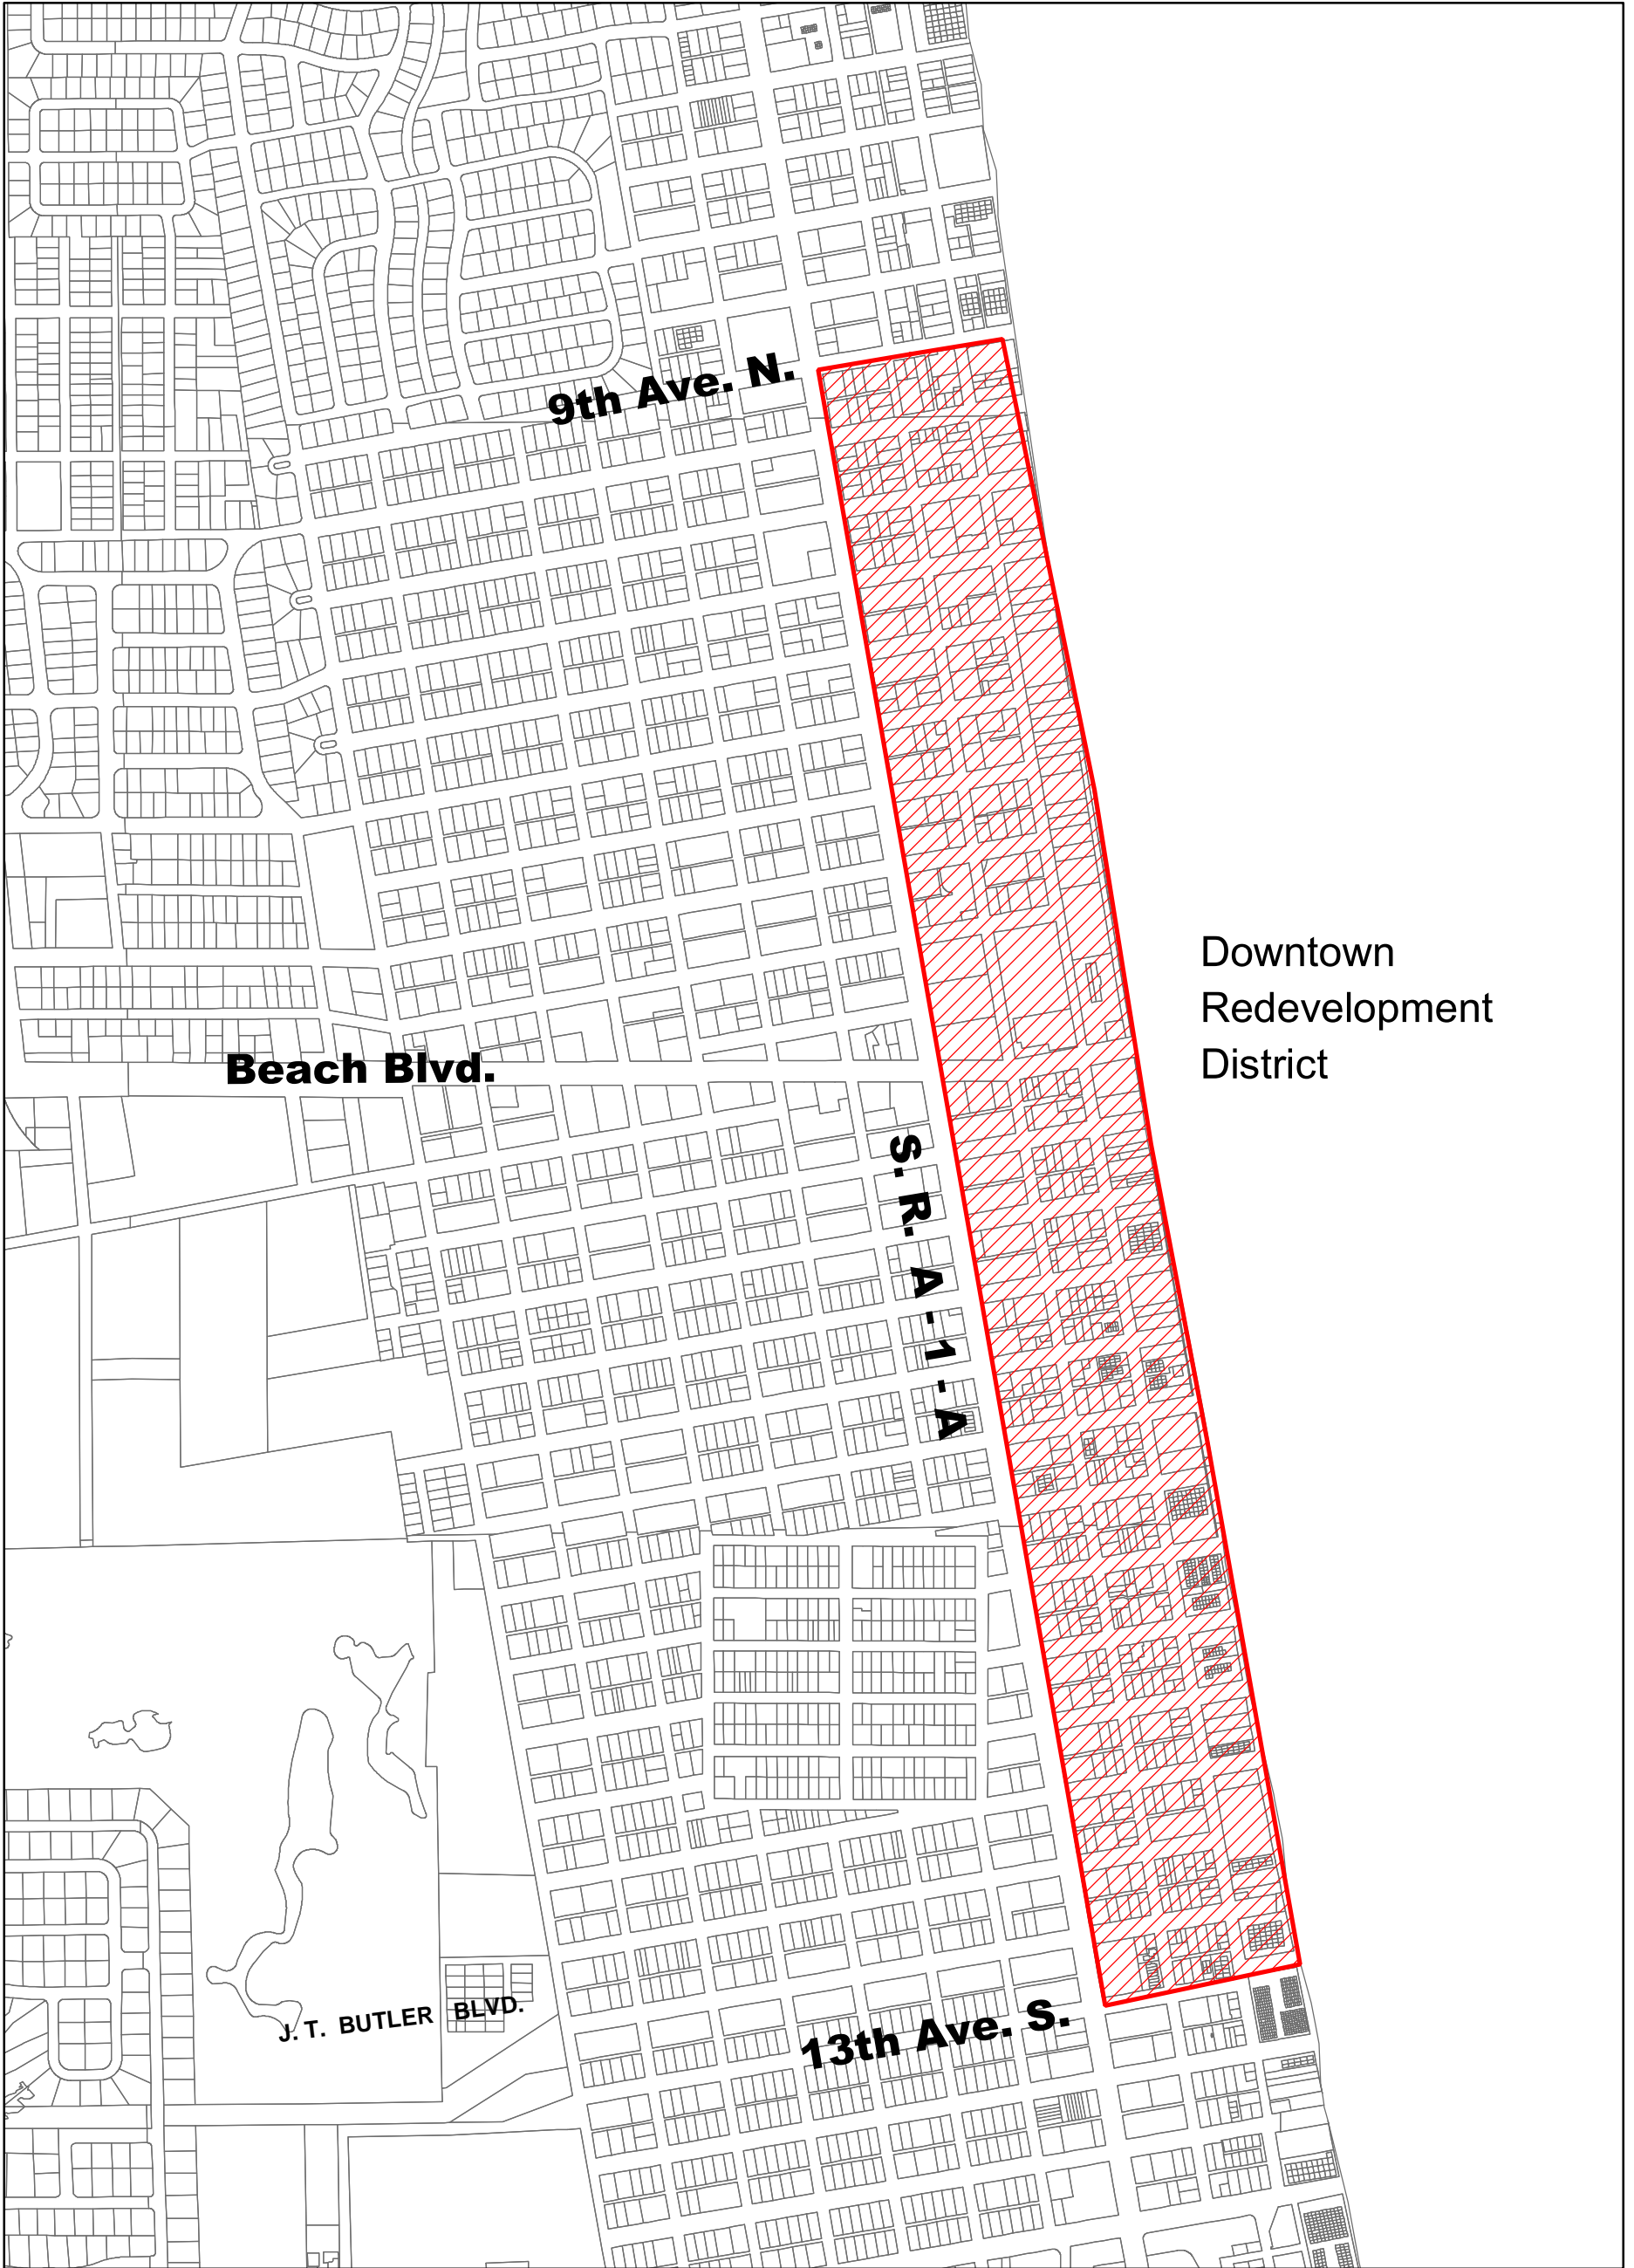 9th Ave. N.
Downtown
Redevelopment
District
Beach Blvd.
S. R. A -1 - A
J. T. BUTLER BLVD.
13th Ave. S.